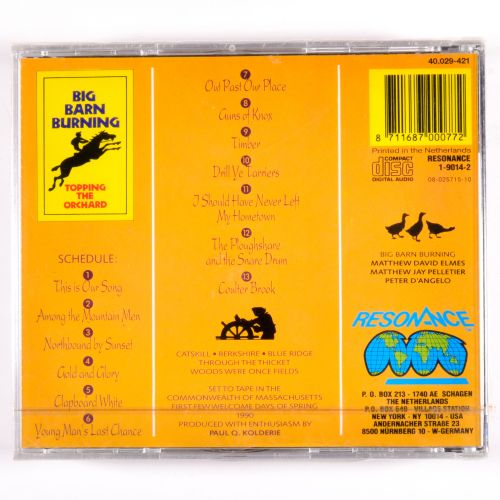 BIG
BARN
BURNING
TOPPING
THE
ORCHARD
SCHEDULE:
1
This is Our Song
2
Among the Mountain Men
3
Northbound by Sunset
4
Gold and Glory
5
Clapboard White
6
Young Man's Last Chance
7
Out Past Our Place
8
Guns of Knox
9
Timber
10
Drill Ye Tarriers
11
I Should Have Never Left
My Hometown
12
The Ploughshare
and the Snare Drum
13
Coulter Brook
CATSKILL • BERKSHIRE • BLUE RIDGE
THROUGH THE THICKET
WOODS WERE ONCE FIELDS
SET TO TAPE IN THE
COMMONWEALTH OF MASSACHUSETTS
FIRST FEW WELCOME DAYS OF SPRING
1990
PRODUCED WITH ENTHUSIASM BY
PAUL Q. KOLDERIE
40.029-421
8 711687 000772
Printed in the Netherlands
COMPACT
disc
DIGITAL AUDIO
RESONANCE
1-9014-2
08-025715-10
BIG BARN BURNING
MATTHEW DAVID ELMES
MATTHEW JAY PELLETIER
PETER D'ANGELO
RESONANCE
P. O. BOX 213 - 1740 AE SCHAGEN
THE NETHERLANDS
P.O. BOX 640 - VILLAGE STATION
NEW YORK - NY 10014 - USA
ANDERNACHER STRASSE 23
8500 NÜRNBERG 10 - W-GERMANY